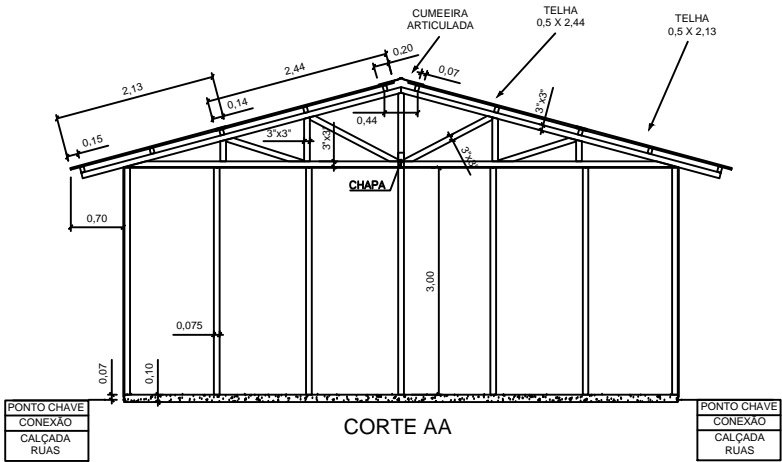 CUMEEIRA
ARTICULADA
TELHA
0,5 X 2,44
TELHA
0,5 X 2,13
2,44
0,20
0,07
2,13
0,14
0,15
0,44
3"x3"
3"x3"
3"x3"
3"x3"
CHAPA
0,70
3,00
0,075
0,07
0,10
PONTO CHAVE
CONEXÃO
CALÇADA
RUAS
CORTE AA
PONTO CHAVE
CONEXÃO
CALÇADA
RUAS